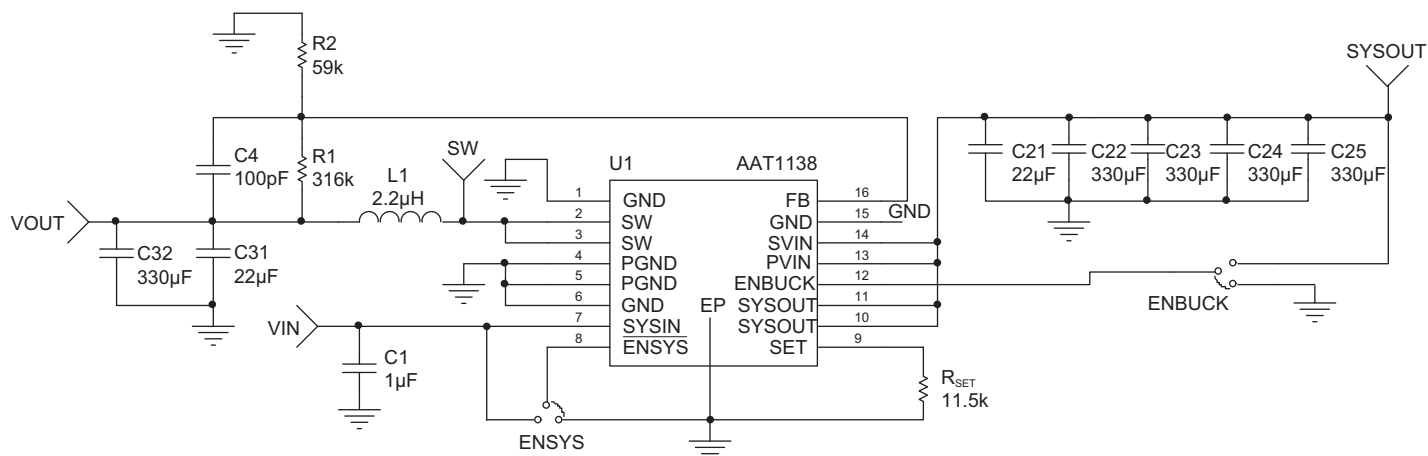 R2
59k
SYSOUT
C4
100pF
R1
316k
SW
L1
2.2µH
U1
AAT1138
C21
22µF
C22
330µF
C23
330µF
C24
330µF
C25
330µF
VOUT
C32
330µF
C31
22µF
1
GND
2
SW
3
SW
4
PGND
5
PGND
6
GND
7
SYSIN
8
ENSYS
EP
FB
16
GND
15
GND
SVIN
14
PVIN
13
ENBUCK
12
SYSOUT
11
SYSOUT
10
SET
9
ENBUCK
VIN
C1
1µF
RSET
11.5k
ENSYS